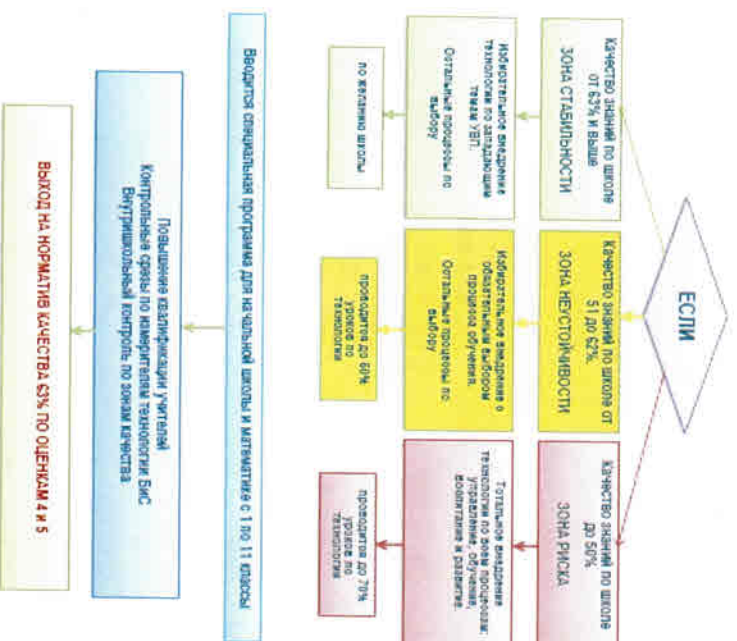 ЕСЛИ
Качество знаний по школе
от 63% и выше
ЗОНА СТАБИЛЬНОСТИ
Качество знаний по школе от
51 до 62%.
ЗОНА НЕУСТОЙЧИВОСТИ
Качество знаний по школе
до 50%
ЗОНА РИСКА
Избирательное внедрение
технологии по западающим
темам УВП.
Остальные процессы по
выбору
Избирательное внедрение с
обязательным выбором
процесса обучения.
Остальные процессы по
выбору
Тотальное внедрение
технологии по всем процессам:
управление, обучение,
воспитание и развитие.
по желанию школы
проводится до 60%
уроков по
технологии
проводится до 70%
уроков по
технологии
Вводится специальная программа для начальной школы и математике с 1 по 11 классы
Повышение квалификации учителей
Контрольные срезы по измерителям технологии БиС
Внутришкольный контроль по зонам качества
ВЫХОД НА НОРМАТИВ КАЧЕСТВА 63% ПО ОЦЕНКАМ 4 и 5